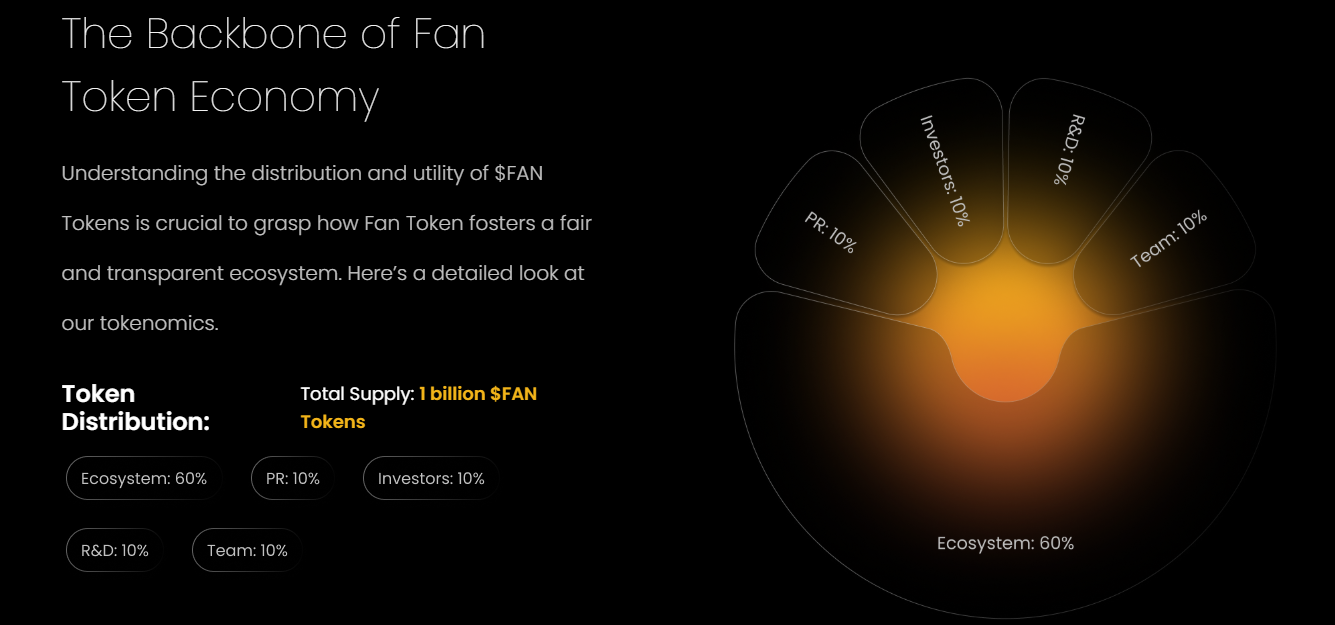 The Backbone of Fan
Token Economy
Understanding the distribution and utility of $FAN
Tokens is crucial to grasp how Fan Token fosters a fair
and transparent ecosystem. Here’s a detailed look at
our tokenomics.
Token
Distribution:
Total Supply: 1 billion $FAN
Tokens
Ecosystem: 60%
PR: 10%
Investors: 10%
R&D: 10%
Team: 10%
PR: 10%
Investors: 10%
R&D: 10%
Team: 10%
Ecosystem: 60%